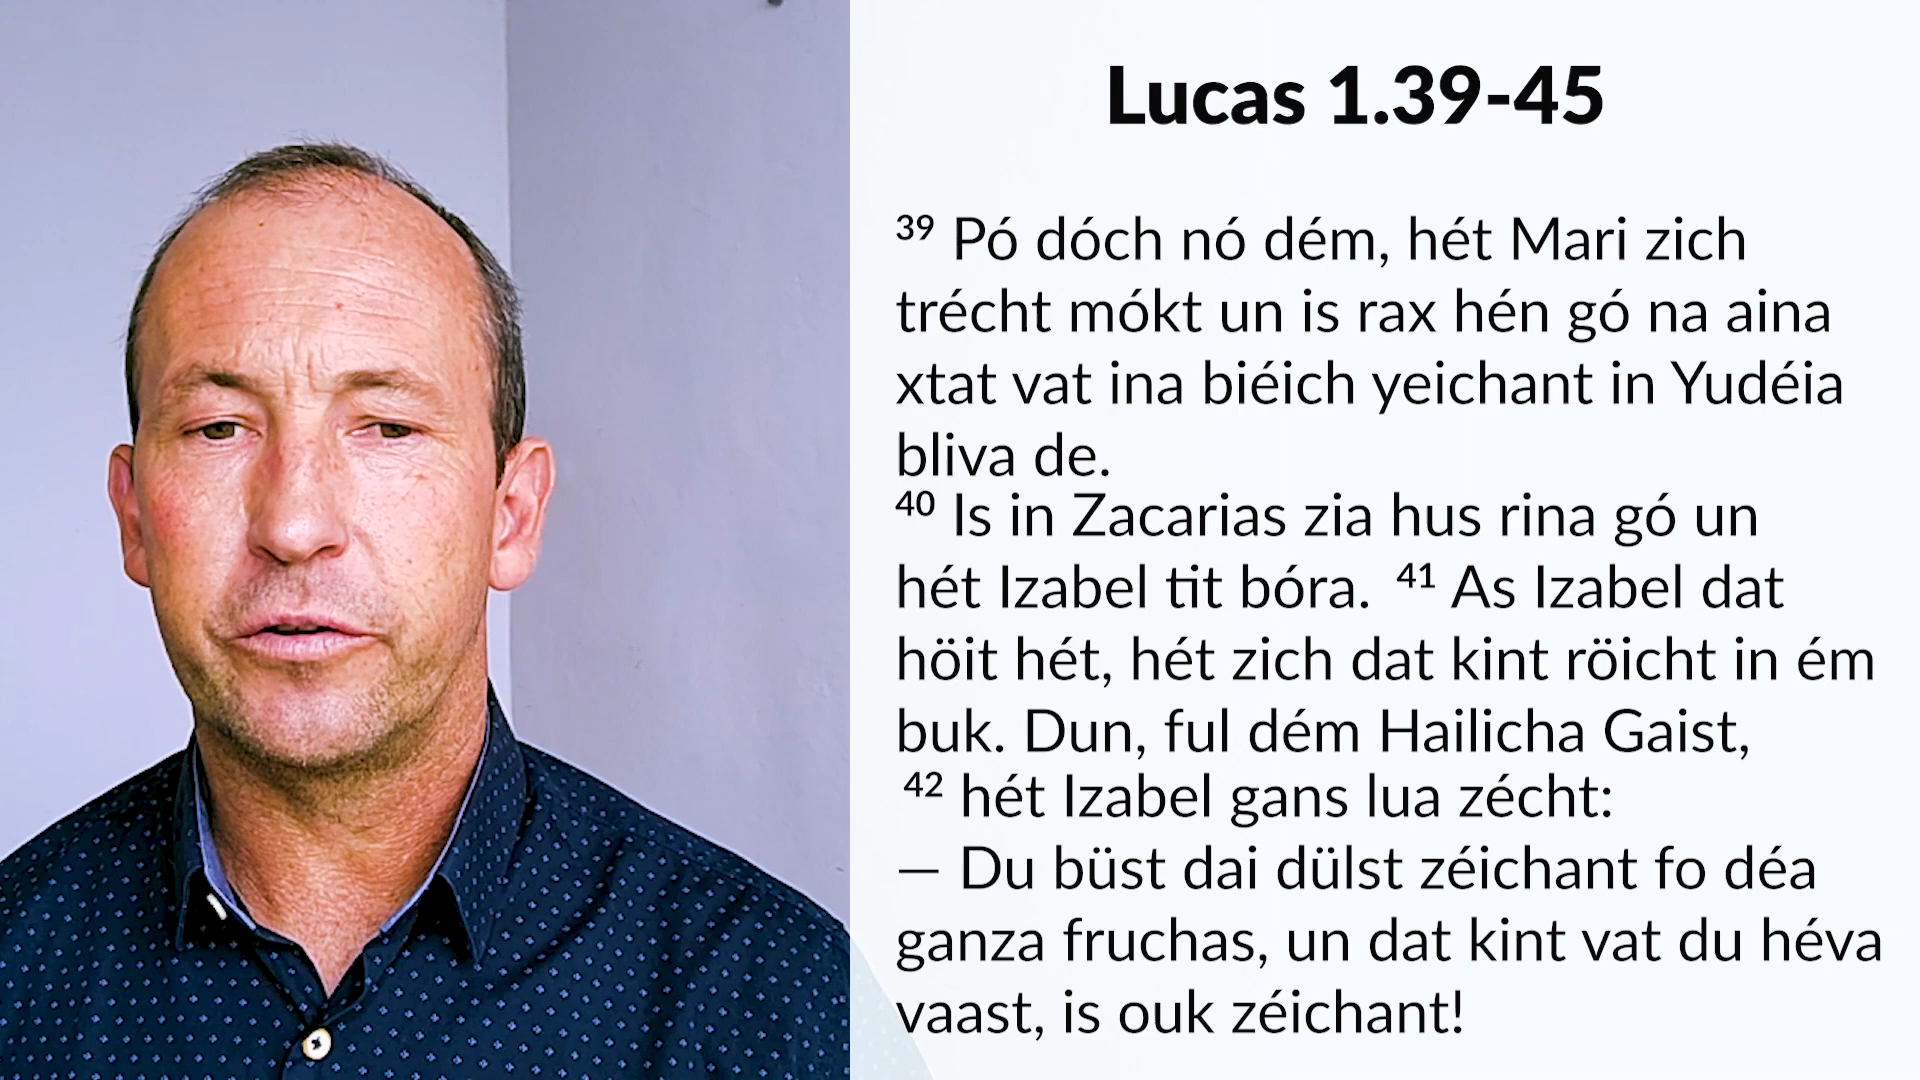 Lucas 1.39-45
³⁹ Pó dóch nó dém, hét Mari zich
trécht mókt un is rax hén gó na aina
xtat vat ina biéich yeichant in Yudéia
bliva de.
⁴⁰ Is in Zacarias zia hus rina gó un
hét Izabel tit bóra. ⁴¹ As Izabel dat
höit hét, hét zich dat kint röicht in ém
buk. Dun, ful dém Hailicha Gaist,
⁴² hét Izabel gans lua zécht:
— Du büst dai dülst zéichant fo déa
ganza fruchas, un dat kint vat du héva
vaast, is ouk zéichant!